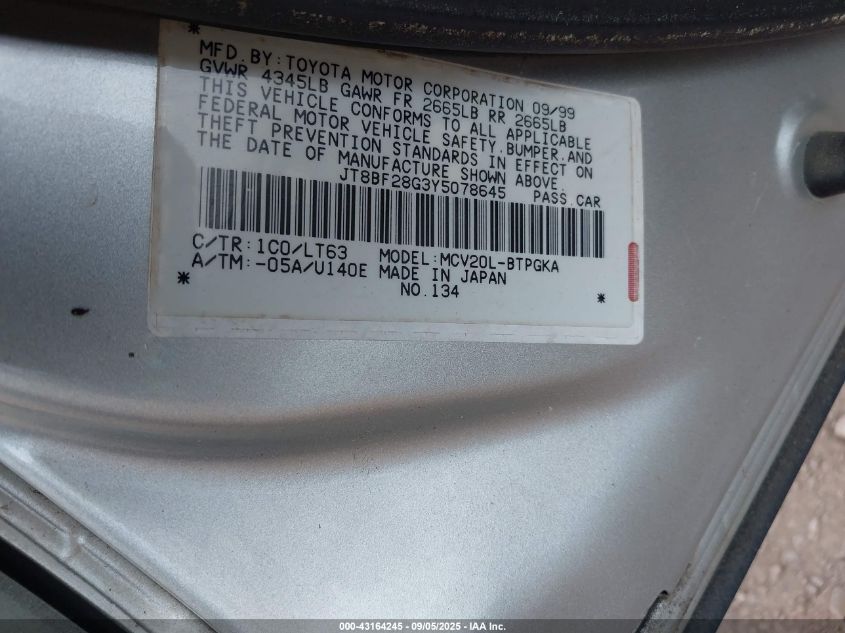 MFD. BY: TOYOTA MOTOR CORPORATION 09/99
GVWR 4345LB GAWR FR 2665LB RR 2665LB
THIS VEHICLE CONFORMS TO ALL APPLICABLE
FEDERAL MOTOR VEHICLE SAFETY, BUMPER, AND
THEFT PREVENTION STANDARDS IN EFFECT ON
THE DATE OF MANUFACTURE SHOWN ABOVE.
JT8BF28G3Y5078645 PASS. CAR
C/TR: 1C0/LT63 MODEL: MCV20L-BTPGKA
A/TM: -05A/U140E MADE IN JAPAN
NO. 134
000-43164245 - 09/05/2025 - IAA Inc.